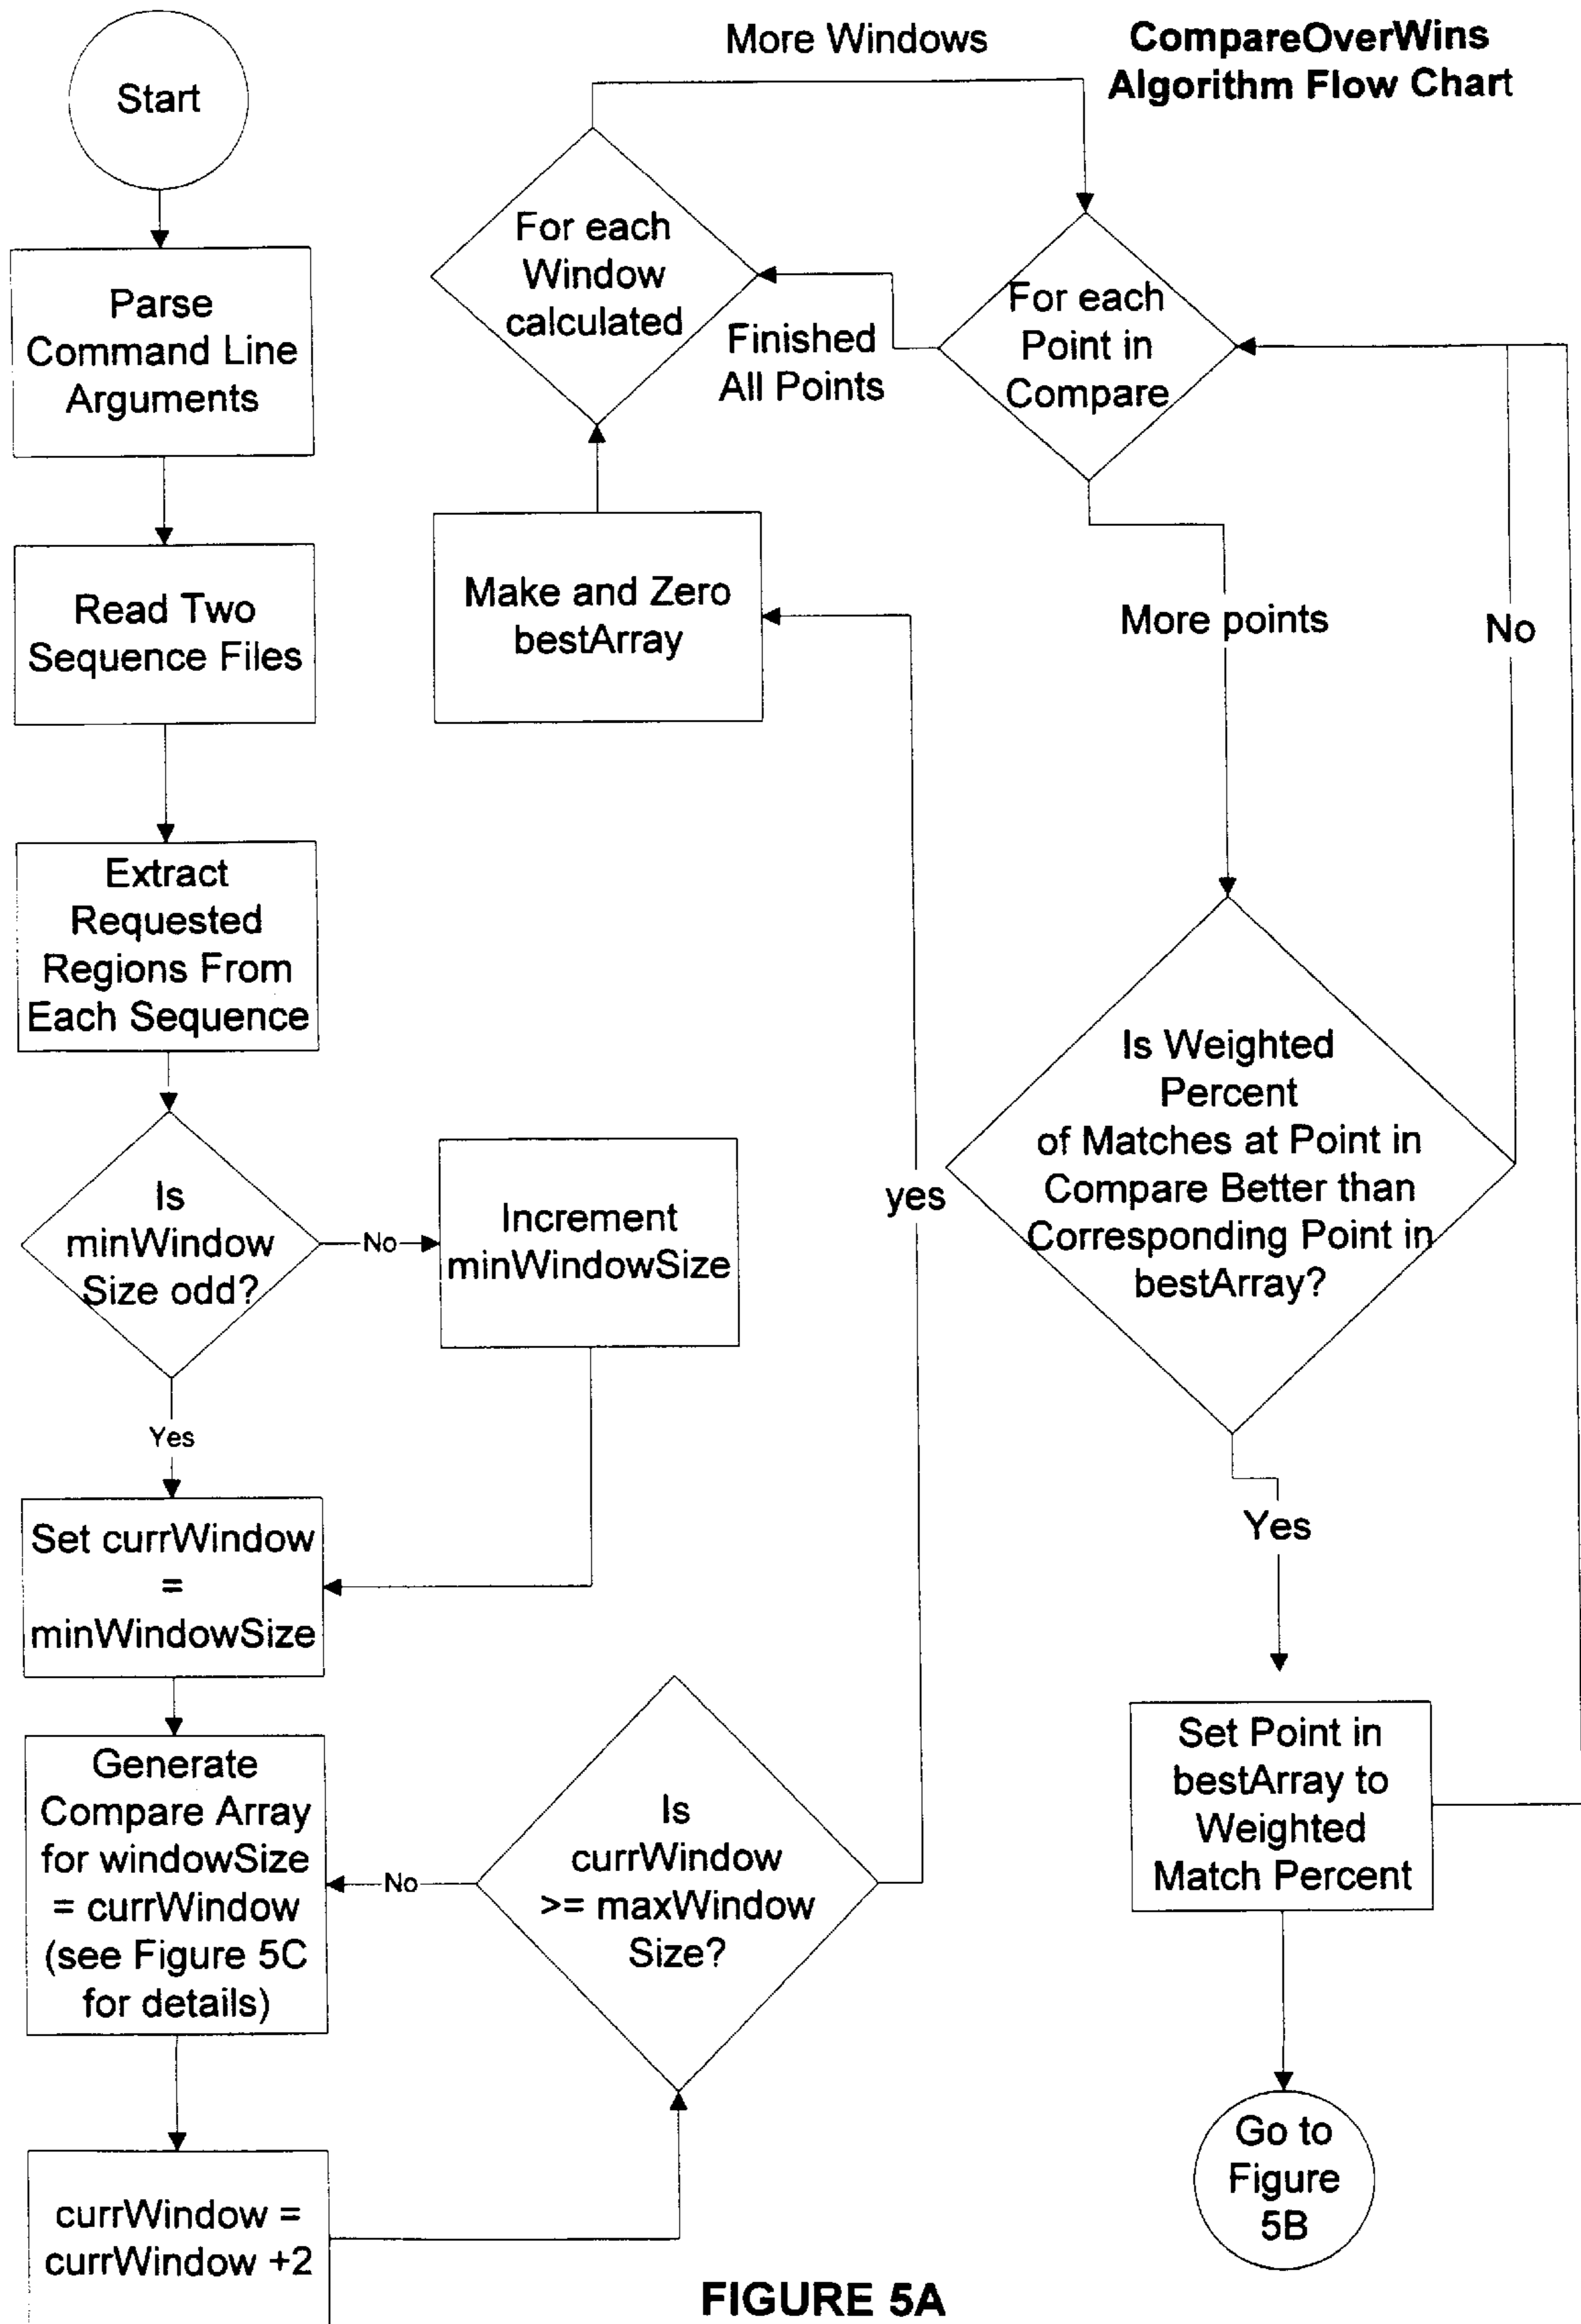 CompareOverWins
Algorithm Flow Chart
Start
Parse
Command Line
Arguments
Read Two
Sequence Files
Extract
Requested
Regions From
Each Sequence
Is
minWindow
Size odd?
No
Increment
minWindowSize
Yes
Set currWindow
=
minWindowSize
Generate
Compare Array
for windowSize
= currWindow
(see Figure 5C
for details)
currWindow =
currWindow +2
Is
currWindow
>= maxWindow
Size?
No
yes
Make and Zero
bestArray
For each
Window
calculated
More Windows
For each
Point in
Compare
Finished
All Points
More points
Is Weighted
Percent
of Matches at Point in
Compare Better than
Corresponding Point in
bestArray?
No
Yes
Set Point in
bestArray to
Weighted
Match Percent
Go to
Figure
5B
FIGURE 5A